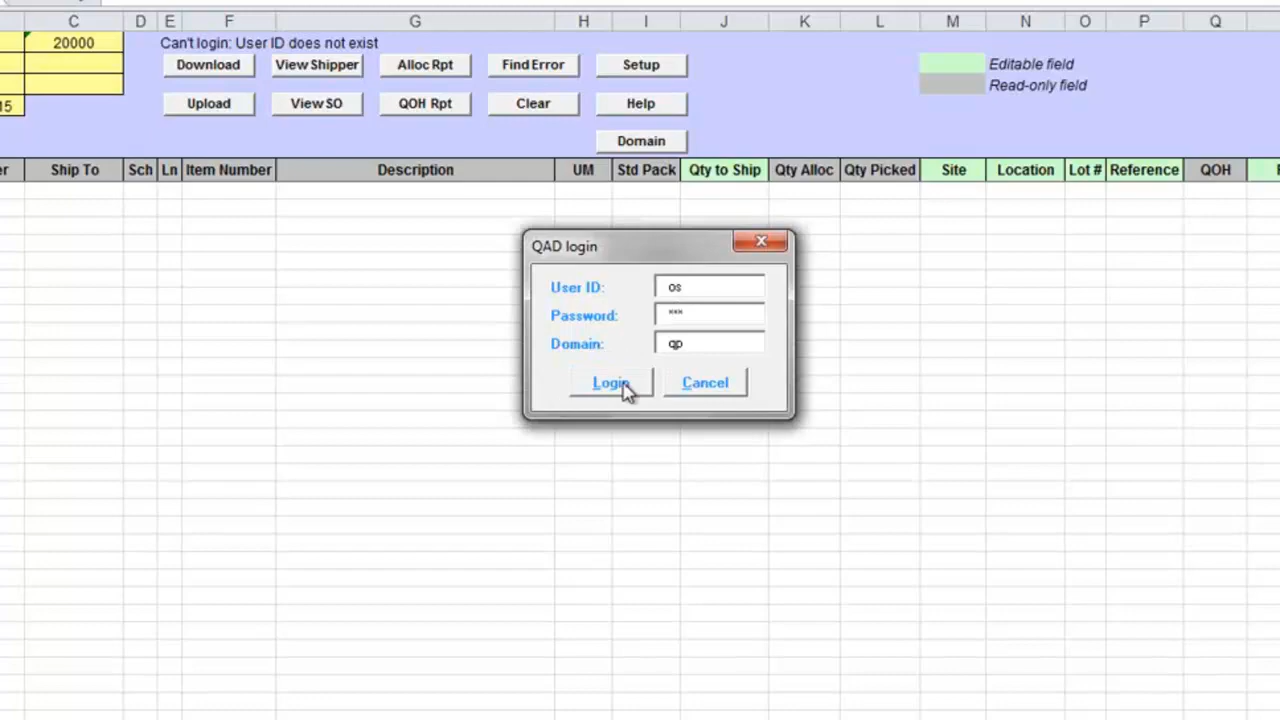 C D E F G H I J K L M N O P Q
20000 Can't login: User ID does not exist
Download View Shipper Alloc Rpt Find Error Setup Editable field
Read-only field
15 Upload View SO QOH Rpt Clear Help
Domain
er Ship To Sch Ln Item Number Description UM Std Pack Qty to Ship Qty Alloc Qty Picked Site Location Lot # Reference QOH
QAD login
User ID: os
Password: ***
Domain: qp
Login Cancel